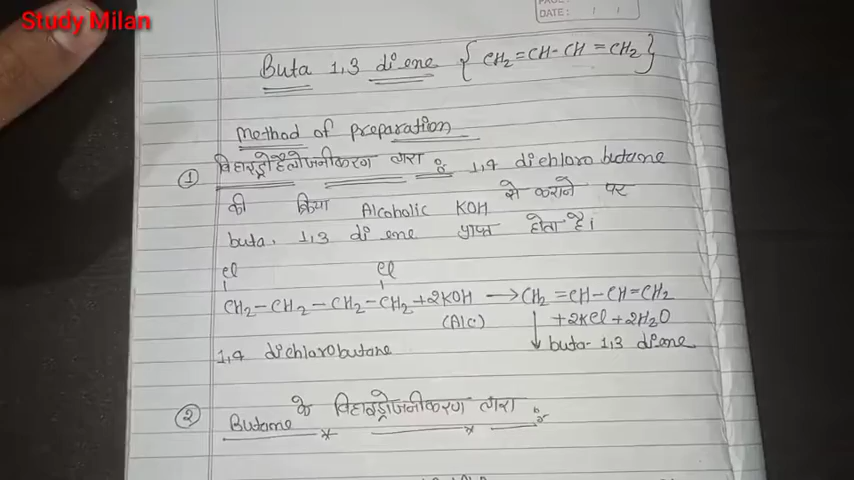 Study Milan
PAGE:
DATE: / /
Buta 1,3 diene { CH₂=CH-CH=CH₂ }
Method of preparation
① विहाइड्रोहैलोजनीकरण द्वारा : 1,4 dichloro butane
की क्रिया Alcoholic KOH से कराने पर
buta. 1,3 di ene प्राप्त होता है।
Cl Cl
CH₂-CH₂-CH₂-CH₂+2KOH → CH₂=CH-CH=CH₂
(Alc) ↓ +2KCl+2H₂O
1,4 dichlorobutane buta-1,3 diene
② Butane के विहाइड्रोजनीकरण द्वारा :